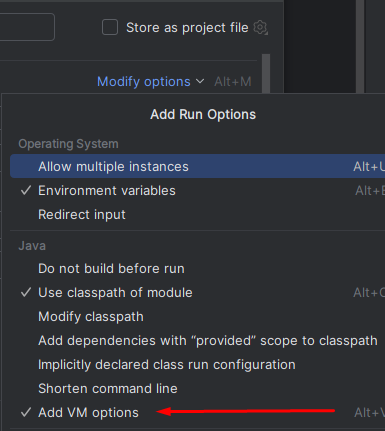 Store as project file
Modify options Alt+M
Add Run Options
Operating System
Allow multiple instances Alt+U
Environment variables Alt+E
Redirect input
Java
Do not build before run
Use classpath of module Alt+O
Modify classpath
Add dependencies with “provided” scope to classpath
Implicitly declared class run configuration
Shorten command line
Add VM options Alt+V